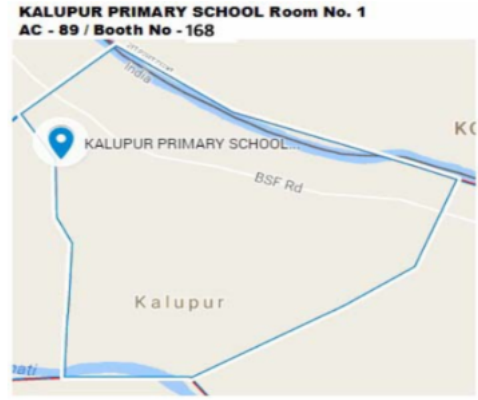 KALUPUR PRIMARY SCHOOL Room No. 1
AC - 89 / Booth No - 168
India
KALUPUR PRIMARY SCHOOL...
BSF Rd
Kalupur